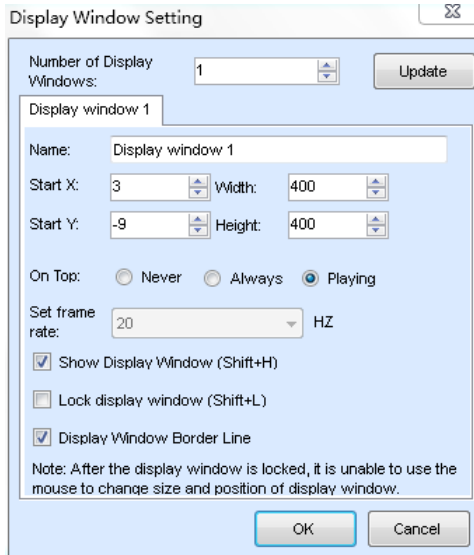 Display Window Setting
Number of Display
Windows:
1
Update
Display window 1
Name: Display window 1
Start X: 3 Width: 400
Start Y: -9 Height: 400
On Top: Never Always Playing
Set frame
rate:
20 HZ
Show Display Window (Shift+H)
Lock display window (Shift+L)
Display Window Border Line
Note: After the display window is locked, it is unable to use the
mouse to change size and position of display window.
OK Cancel